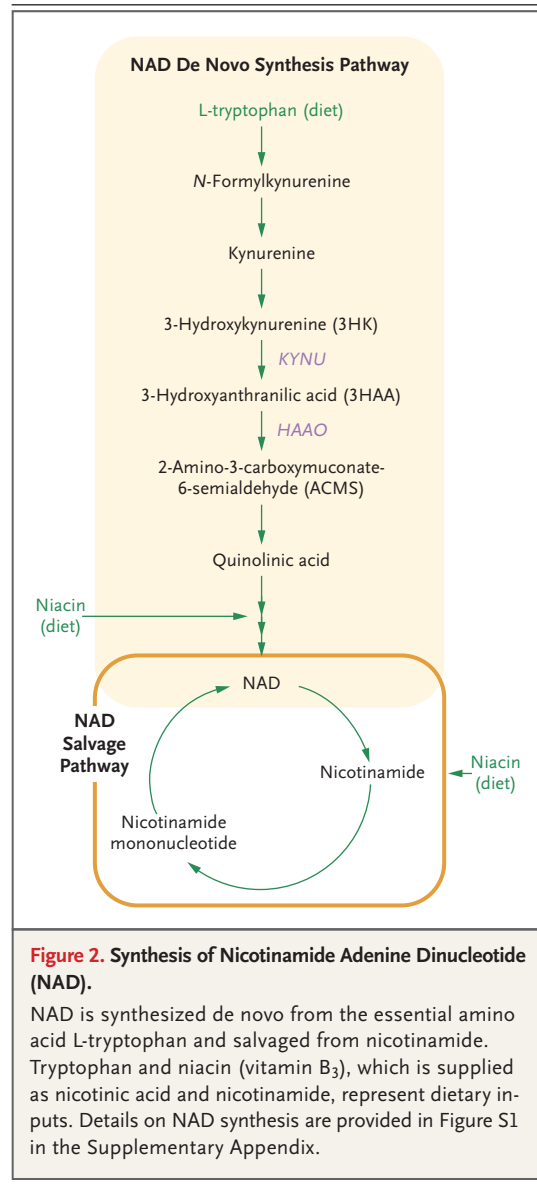 NAD De Novo Synthesis Pathway
L-tryptophan (diet)
N-Formylkynurenine
Kynurenine
3-Hydroxykynurenine (3HK)
KYNU
3-Hydroxyanthranilic acid (3HAA)
HAAO
2-Amino-3-carboxymuconate-
6-semialdehyde (ACMS)
Quinolinic acid
Niacin
(diet)
NAD
NAD
Salvage
Pathway
Nicotinamide
Niacin
(diet)
Nicotinamide
mononucleotide
Figure 2. Synthesis of Nicotinamide Adenine Dinucleotide
(NAD).
NAD is synthesized de novo from the essential amino
acid L-tryptophan and salvaged from nicotinamide.
Tryptophan and niacin (vitamin B₃), which is supplied
as nicotinic acid and nicotinamide, represent dietary in-
puts. Details on NAD synthesis are provided in Figure S1
in the Supplementary Appendix.